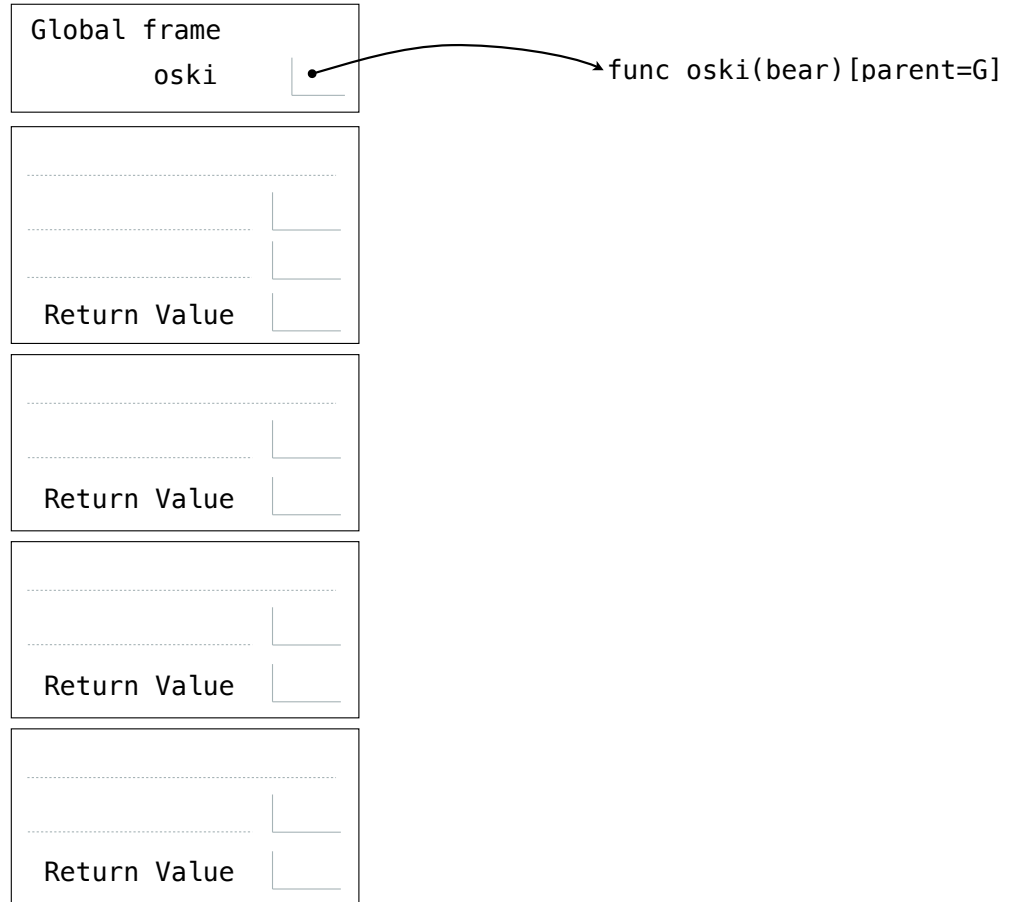 Global frame
oski
func oski(bear)[parent=G]
Return Value
Return Value
Return Value
Return Value